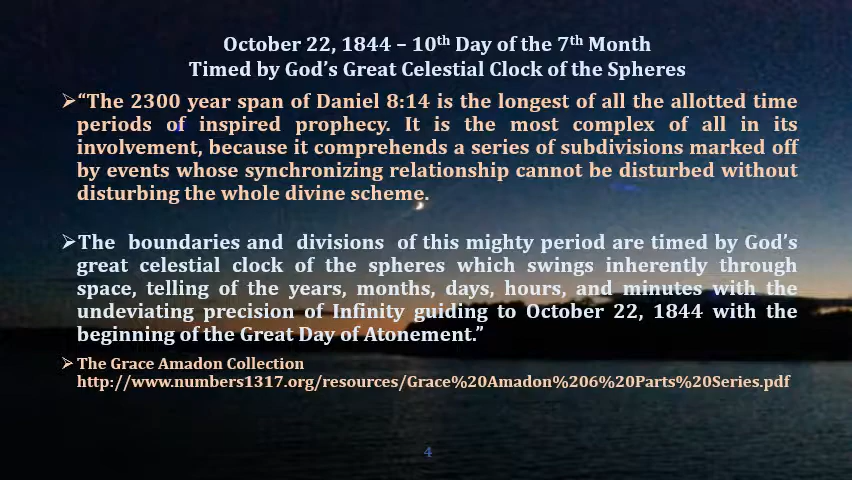 October 22, 1844 – 10th Day of the 7th Month
Timed by God's Great Celestial Clock of the Spheres
➢"The 2300 year span of Daniel 8:14 is the longest of all the allotted time
periods of inspired prophecy. It is the most complex of all in its
involvement, because it comprehends a series of subdivisions marked off
by events whose synchronizing relationship cannot be disturbed without
disturbing the whole divine scheme.
➢The boundaries and divisions of this mighty period are timed by God's
great celestial clock of the spheres which swings inherently through
space, telling of the years, months, days, hours, and minutes with the
undeviating precision of Infinity guiding to October 22, 1844 with the
beginning of the Great Day of Atonement."
➢ The Grace Amadon Collection
http://www.numbers1317.org/resources/Grace%20Amadon%206%20Parts%20Series.pdf
4